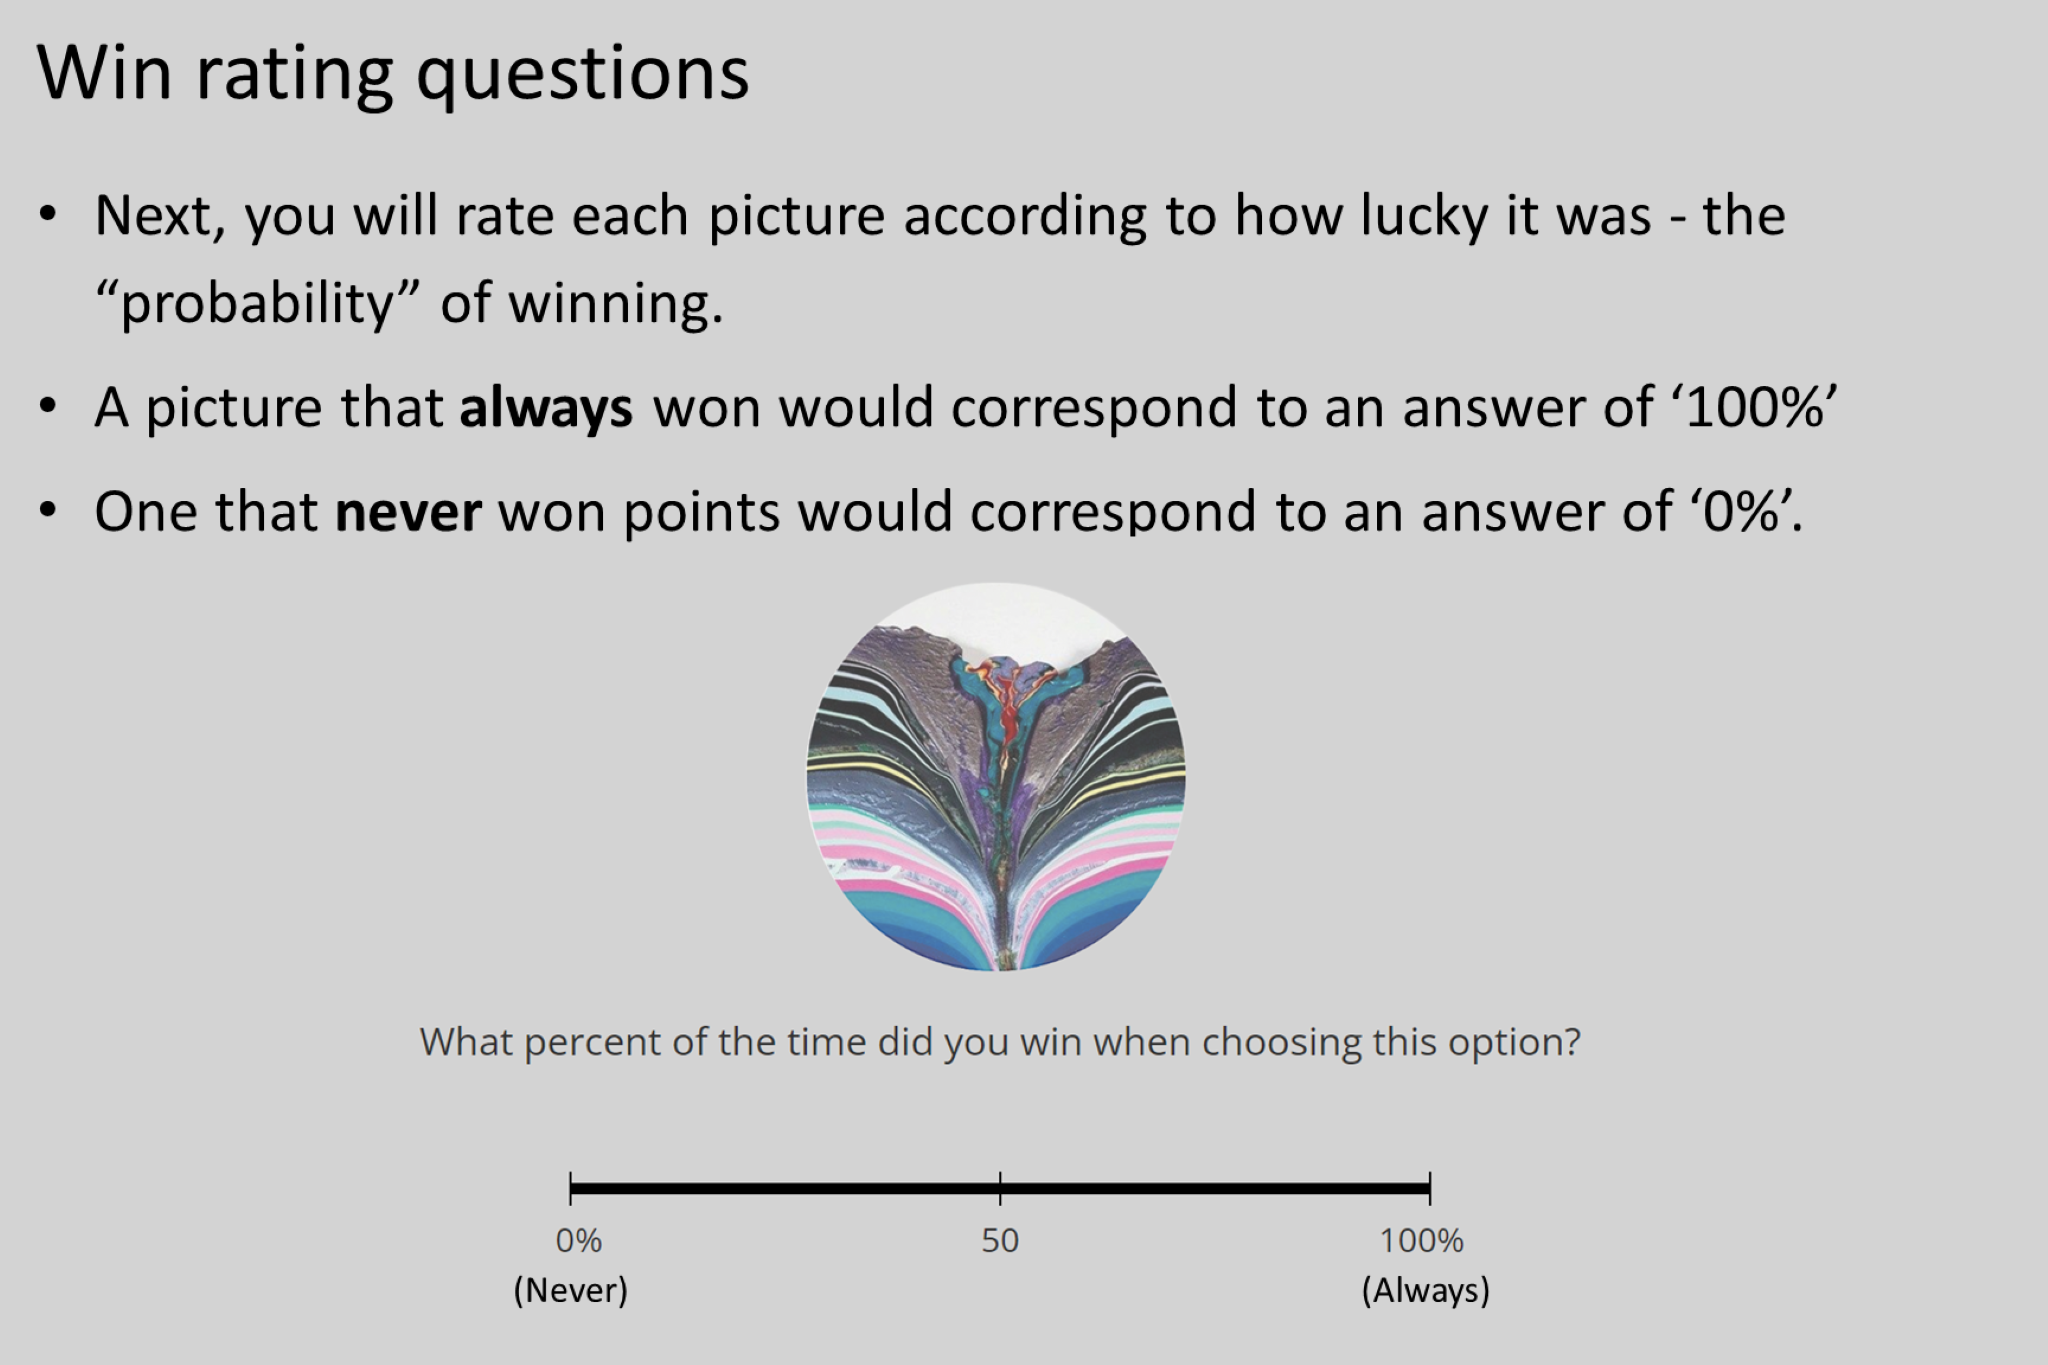 Win rating questions
• Next, you will rate each picture according to how lucky it was - the
“probability” of winning.
• A picture that always won would correspond to an answer of ‘100%’
• One that never won points would correspond to an answer of ‘0%’.
What percent of the time did you win when choosing this option?
0% 50 100%
(Never) (Always)